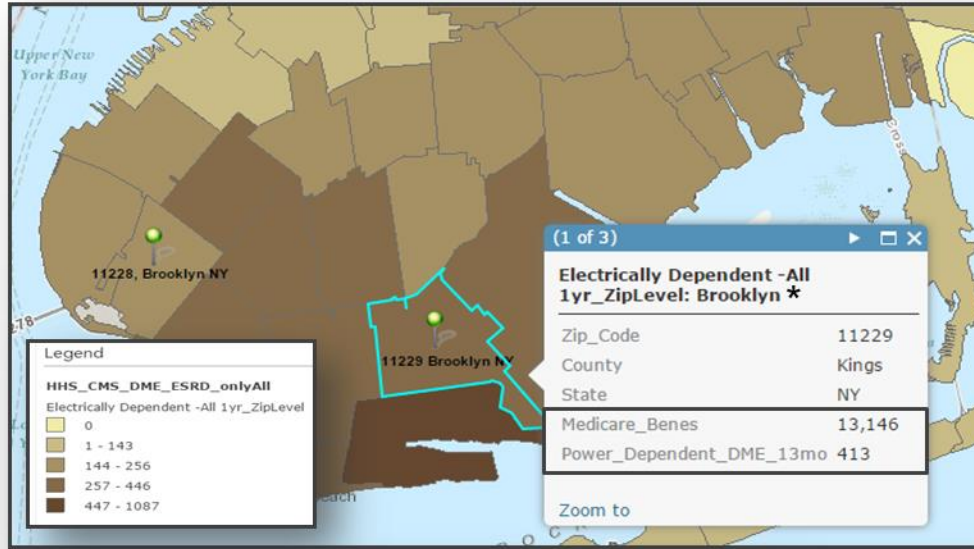 Upper New
York Bay
11228, Brooklyn NY
278
11229 Brooklyn NY
Cross
(1 of 3)
Electrically Dependent -All
1yr_ZipLevel: Brooklyn *
Zip_Code 11229
County Kings
State NY
Medicare_Benes 13,146
Power_Dependent_DME_13mo 413
Zoom to
Legend
HHS_CMS_DME_ESRD_onlyAll
Electrically Dependent -All 1yr_ZipLevel
0
1 - 143
144 - 256
257 - 446
447 - 1087